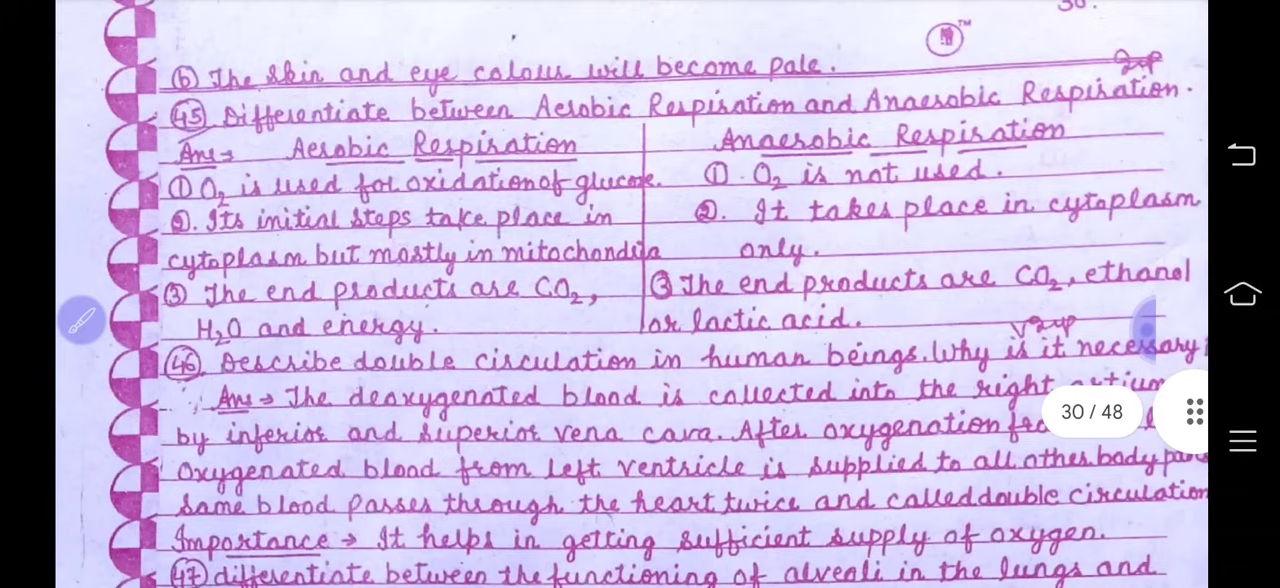 30.
(b) The skin and eye colour will become pale.
Imp
(45) Differentiate between Aerobic Respiration and Anaerobic Respiration.
Ans → Aerobic Respiration Anaerobic Respiration
① O₂ is used for oxidation of glucose. ① O₂ is not used.
②. Its initial steps take place in ②. It takes place in cytoplasm
cytoplasm but mostly in mitochondria only.
③ The end products are CO₂, ③ The end products are CO₂, ethanol
H₂O and energy. or lactic acid.
V Imp
(46) Describe double circulation in human beings. Why is it necessary
Ans → The deoxygenated blood is collected into the right artium
by inferior and superior vena cava. After oxygenation
30 / 48
oxygenated blood from left ventricle is supplied to all other body
same blood passes through the heart twice and called double circulation
Importance → It helps in getting sufficient supply of oxygen.
(47) differentiate between the functioning of alveoli in the lungs and